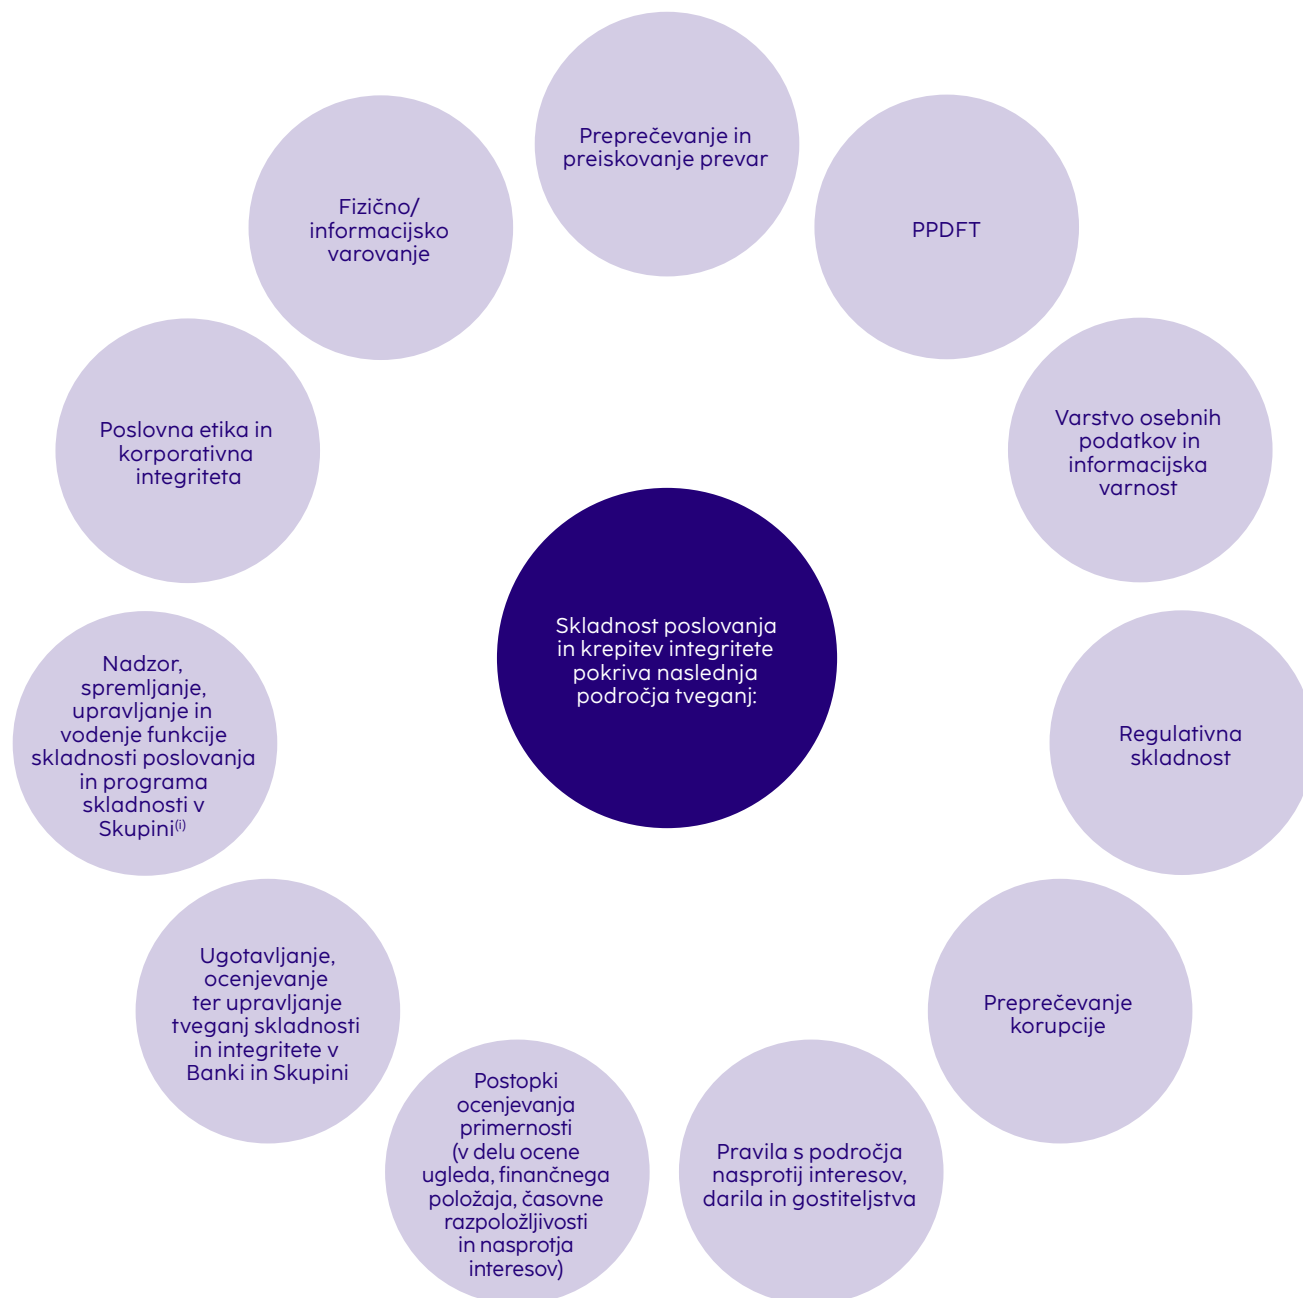 Preprečevanje in
preiskovanje prevar
PPDFT
Varstvo osebnih
podatkov in
informacijska
varnost
Regulativna
skladnost
Preprečevanje
korupcije
Pravila s področja
nasprotij interesov,
darila in gostiteljstva
Postopki
ocenjevanja
primernosti
(v delu ocene
ugleda, finančnega
položaja, časovne
razpoložljivosti
in nasprotja
interesov)
Ugotavljanje,
ocenjevanje
ter upravljanje
tveganj skladnosti
in integritete v
Banki in Skupini
Nadzor,
spremljanje,
upravljanje in
vodenje funkcije
skladnosti poslovanja
in programa
skladnosti v
Skupini(i)
Poslovna etika in
korporativna
integriteta
Fizično/
informacijsko
varovanje
Skladnost poslovanja
in krepitev integritete
pokriva naslednja
področja tveganj: